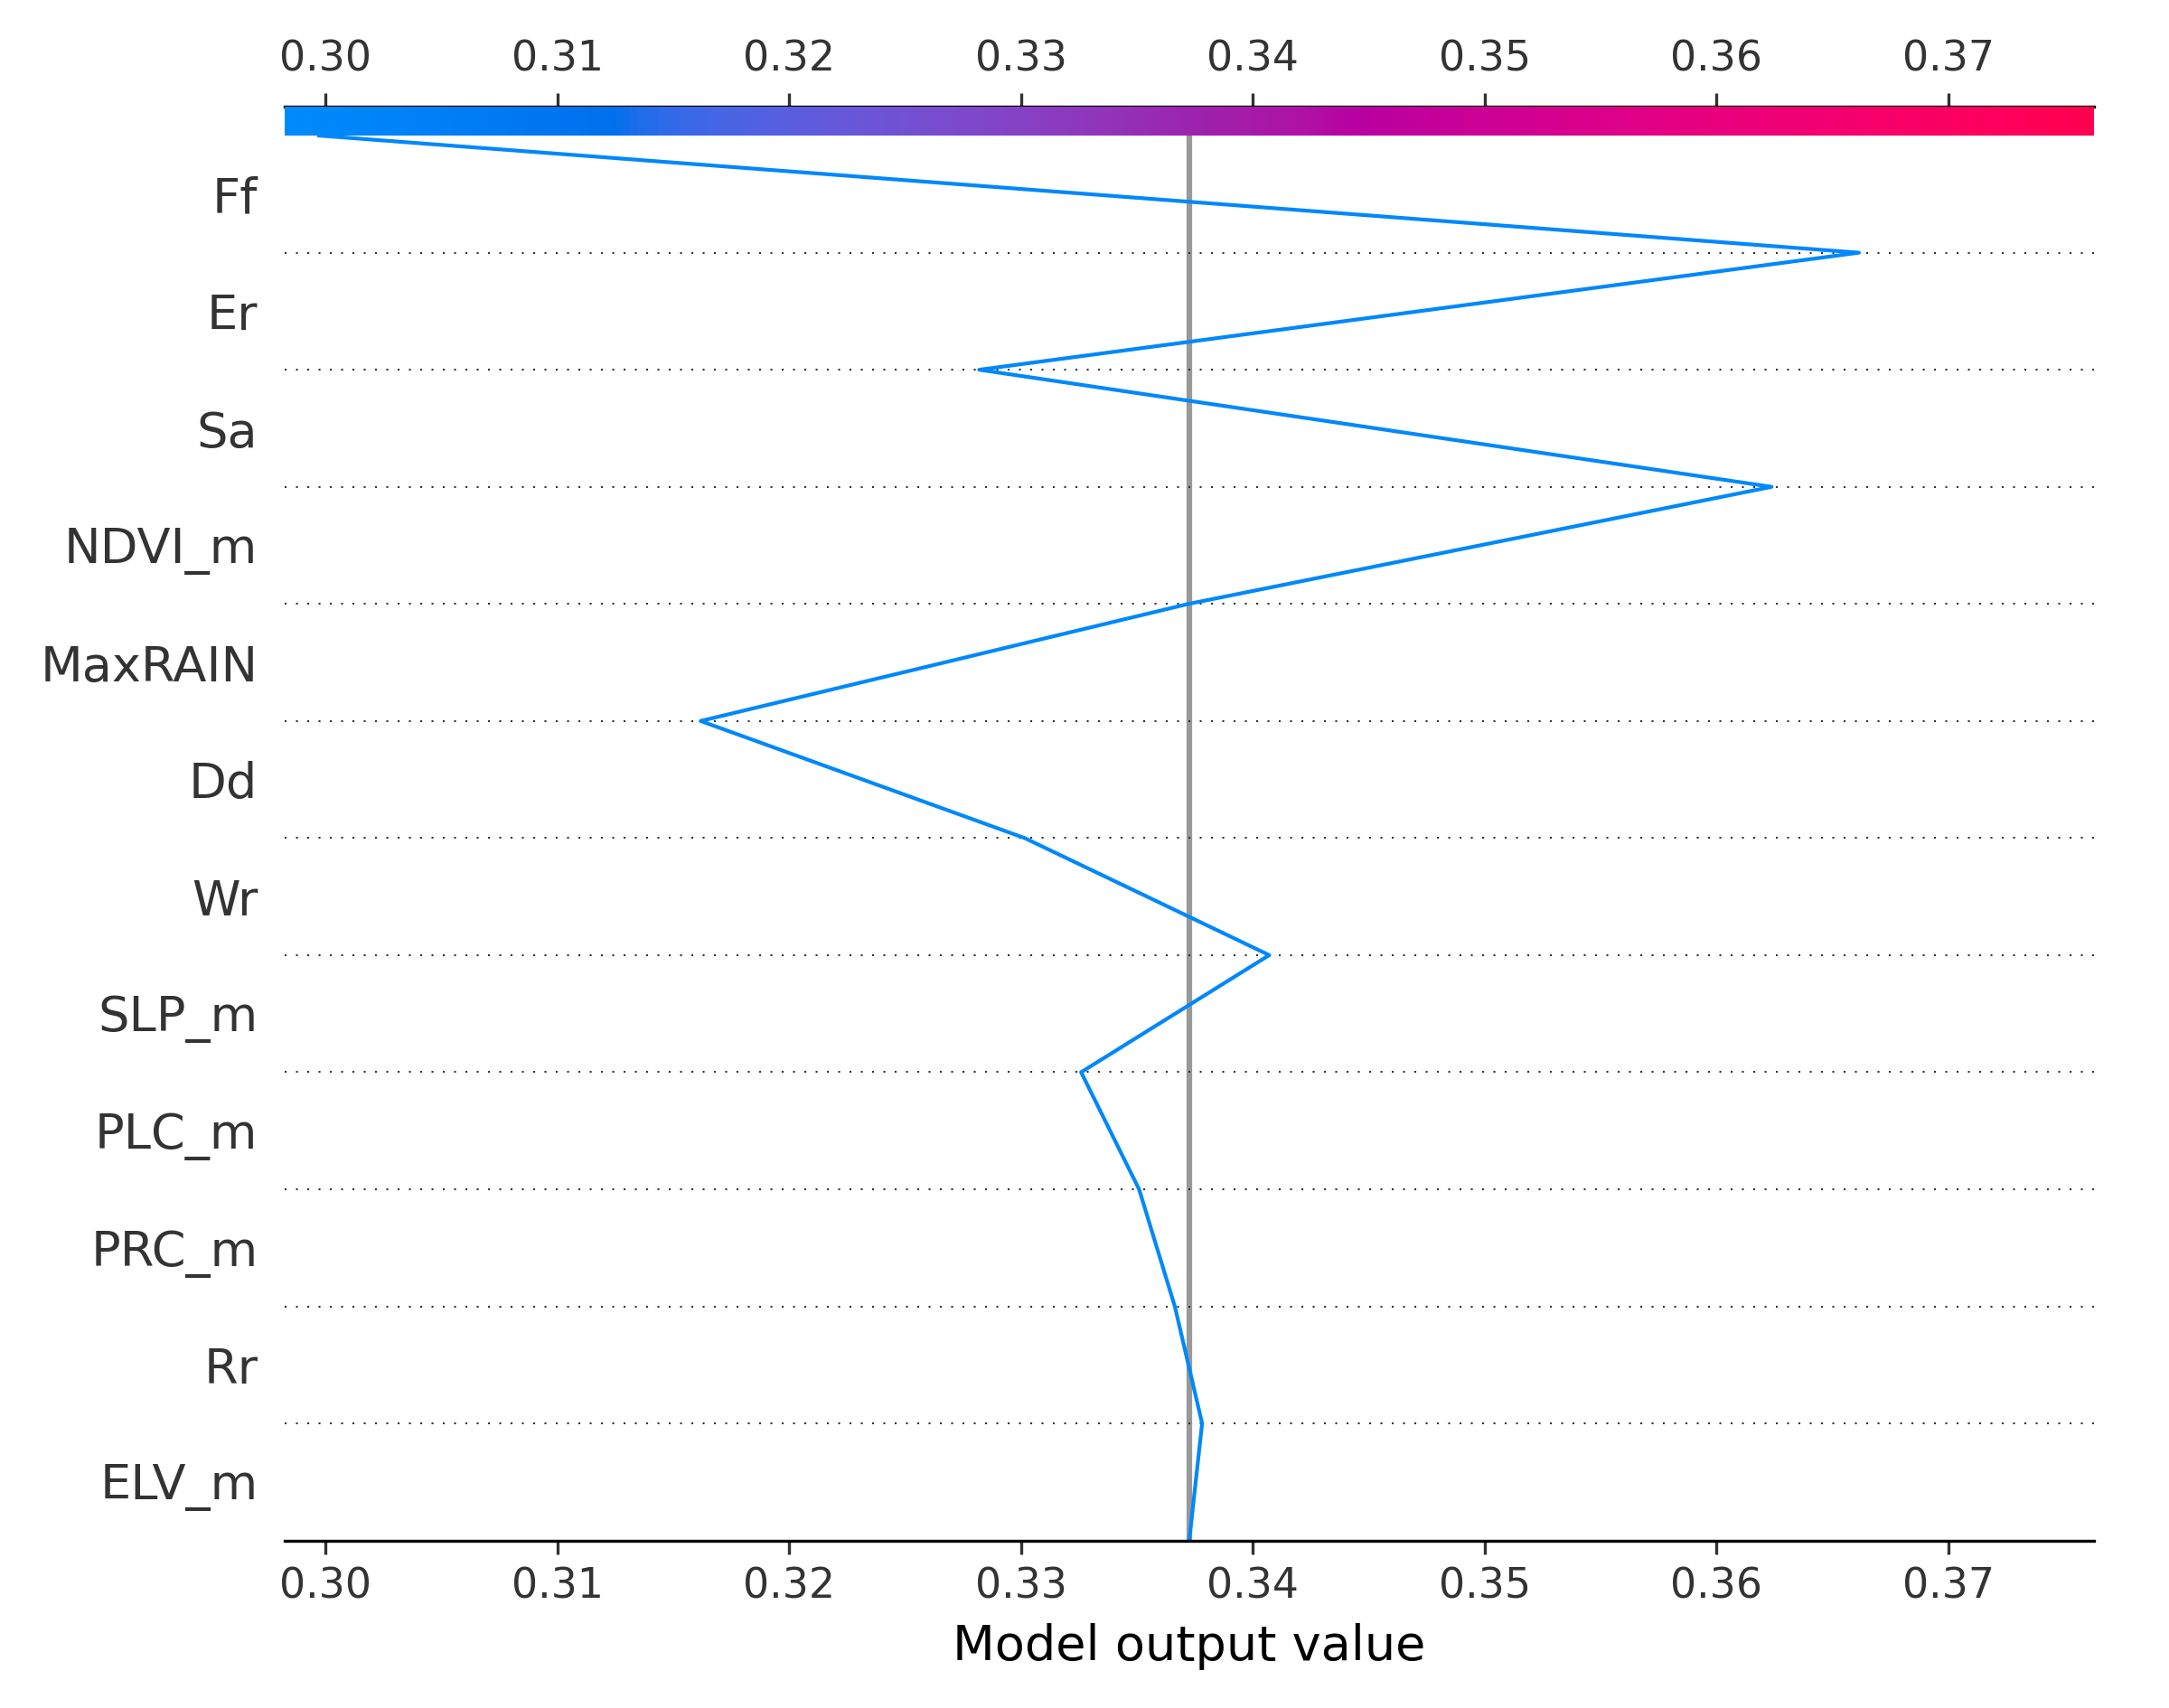 0.30 0.31 0.32 0.33 0.34 0.35 0.36 0.37
Ff
Er
Sa
NDVI_m
MaxRAIN
Dd
Wr
SLP_m
PLC_m
PRC_m
Rr
ELV_m
0.30 0.31 0.32 0.33 0.34 0.35 0.36 0.37
Model output value